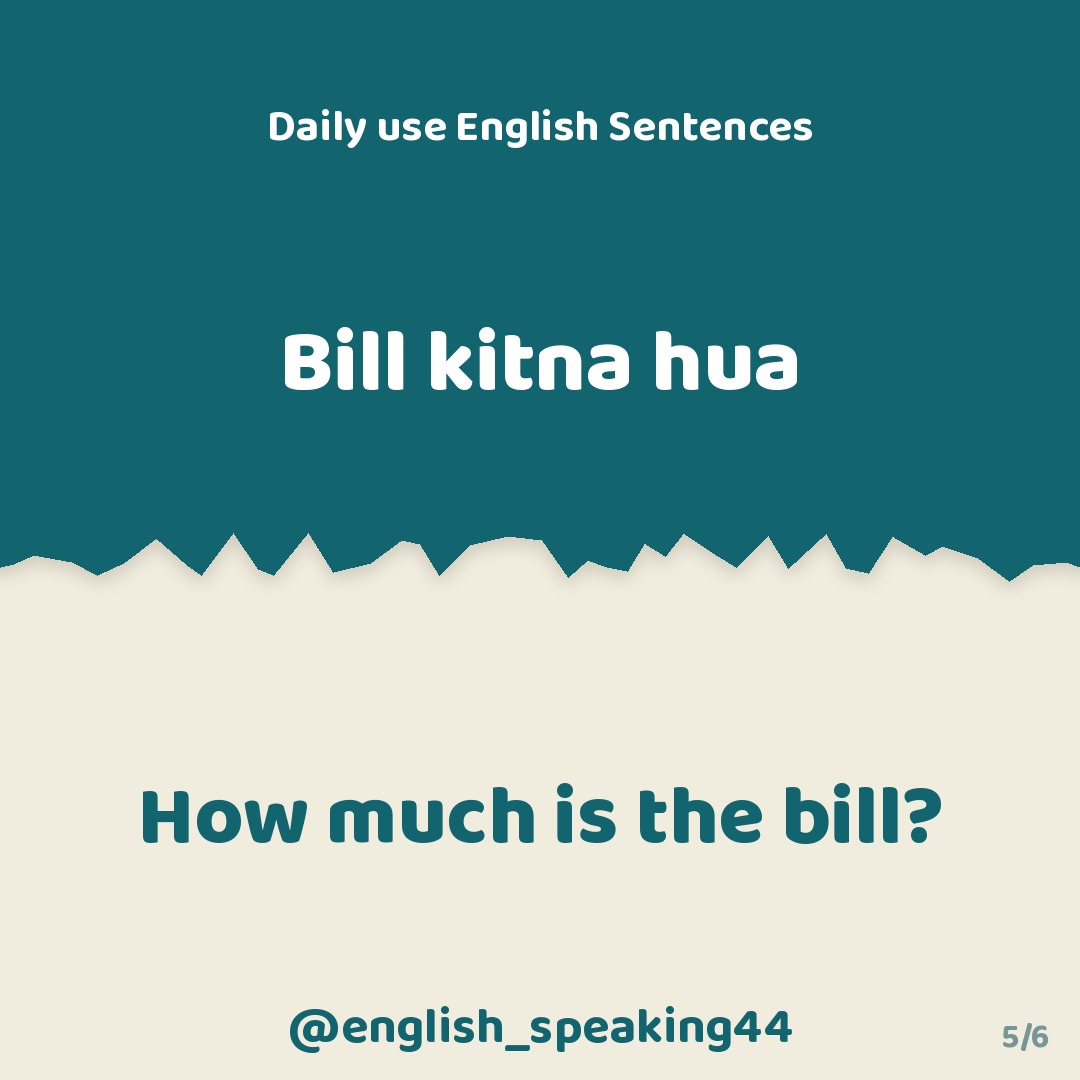 Daily use English Sentences
Bill kitna hua
How much is the bill?
@english_speaking44
5/6